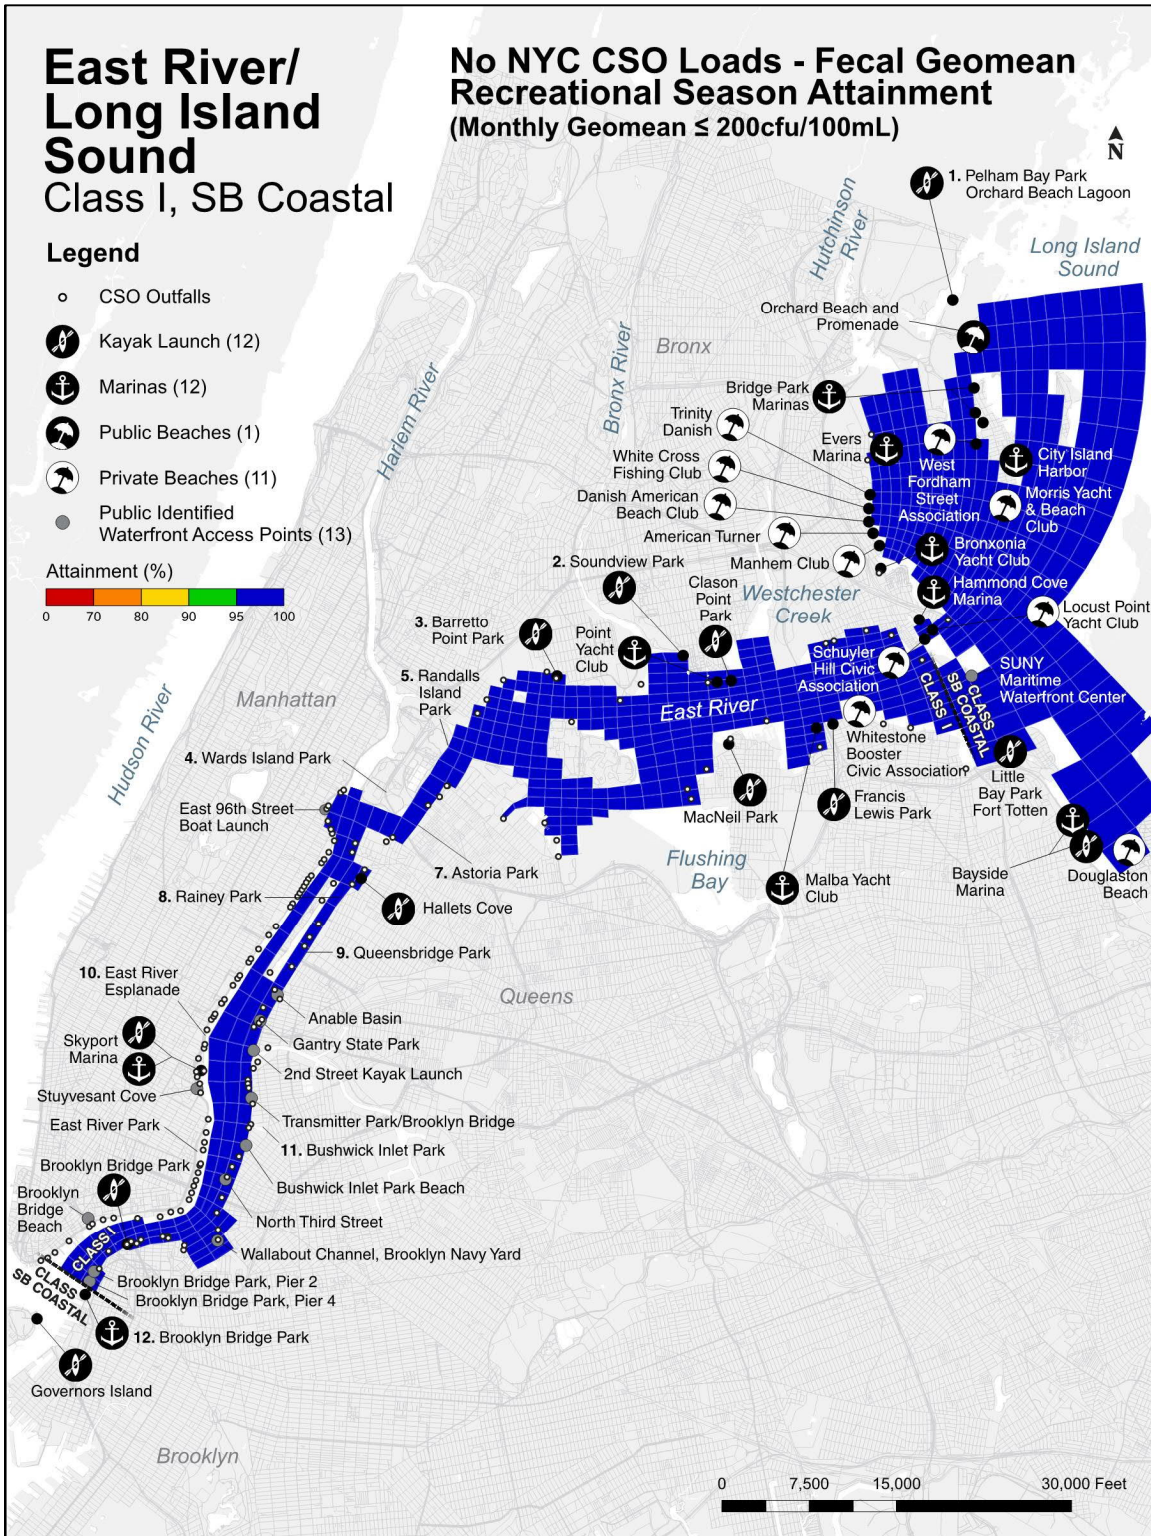 East River/
Long Island
Sound
Class I, SB Coastal
No NYC CSO Loads - Fecal Geomean
Recreational Season Attainment
(Monthly Geomean ≤ 200cfu/100mL)
N
Legend
CSO Outfalls
Kayak Launch (12)
Marinas (12)
Public Beaches (1)
Private Beaches (11)
Public Identified
Waterfront Access Points (13)
Attainment (%)
0 70 80 90 95 100
1. Pelham Bay Park
Orchard Beach Lagoon
Hutchinson
River
Long Island
Sound
Orchard Beach and
Promenade
Bronx
Bronx River
Harlem River
Bridge Park
Marinas
Trinity
Danish
Evers
Marina
West
Fordham
Street
Association
City Island
Harbor
White Cross
Fishing Club
Morris Yacht
& Beach
Club
Danish American
Beach Club
American Turner
Manhem Club
Bronxonia
Yacht Club
2. Soundview Park
Clason
Point
Park
Westchester
Creek
Hammond Cove
Marina
Locust Point
Yacht Club
3. Barretto
Point Park
Point
Yacht
Club
Schuyler
Hill Civic
Association
SUNY
Maritime
Waterfront Center
CLASS I
CLASS
SB COASTAL
5. Randalls
Island
Park
East River
Manhattan
Hudson River
Whitestone
Booster
Civic Association
Little
Bay Park
Fort Totten
4. Wards Island Park
East 96th Street
Boat Launch
MacNeil Park
Francis
Lewis Park
Flushing
Bay
Malba Yacht
Club
Bayside
Marina
Douglaston
Beach
7. Astoria Park
8. Rainey Park
Hallets Cove
9. Queensbridge Park
10. East River
Esplanade
Queens
Anable Basin
Skyport
Marina
Gantry State Park
2nd Street Kayak Launch
Stuyvesant Cove
Transmitter Park/Brooklyn Bridge
East River Park
11. Bushwick Inlet Park
Brooklyn Bridge Park
Bushwick Inlet Park Beach
Brooklyn
Bridge
Beach
North Third Street
CLASS I
Wallabout Channel, Brooklyn Navy Yard
CLASS
SB COASTAL
Brooklyn Bridge Park, Pier 2
Brooklyn Bridge Park, Pier 4
12. Brooklyn Bridge Park
Governors Island
Brooklyn
0 7,500 15,000 30,000 Feet